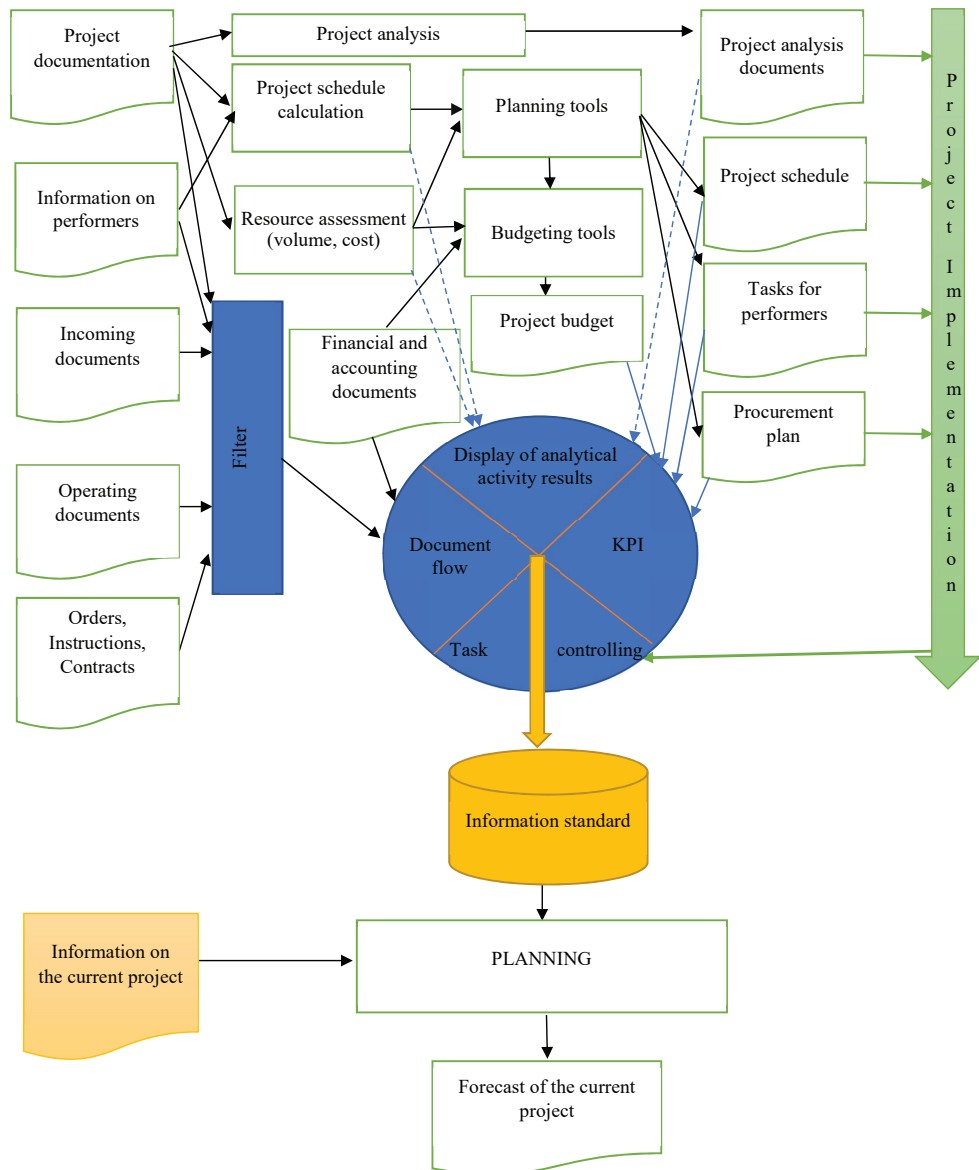 Project
documentation
Project analysis
Project analysis
documents
Project schedule
calculation
Planning tools
Information on
performers
Resource assessment
(volume, cost)
Budgeting tools
Project schedule
Incoming
documents
Financial and
accounting
documents
Project budget
Tasks for
performers
Filter
Procurement
plan
Operating
documents
Orders,
Instructions,
Contracts
Display of analytical
activity results
Document
flow
KPI
Task
controlling
Project Implementation
Information standard
Information on
the current project
PLANNING
Forecast of the current
project